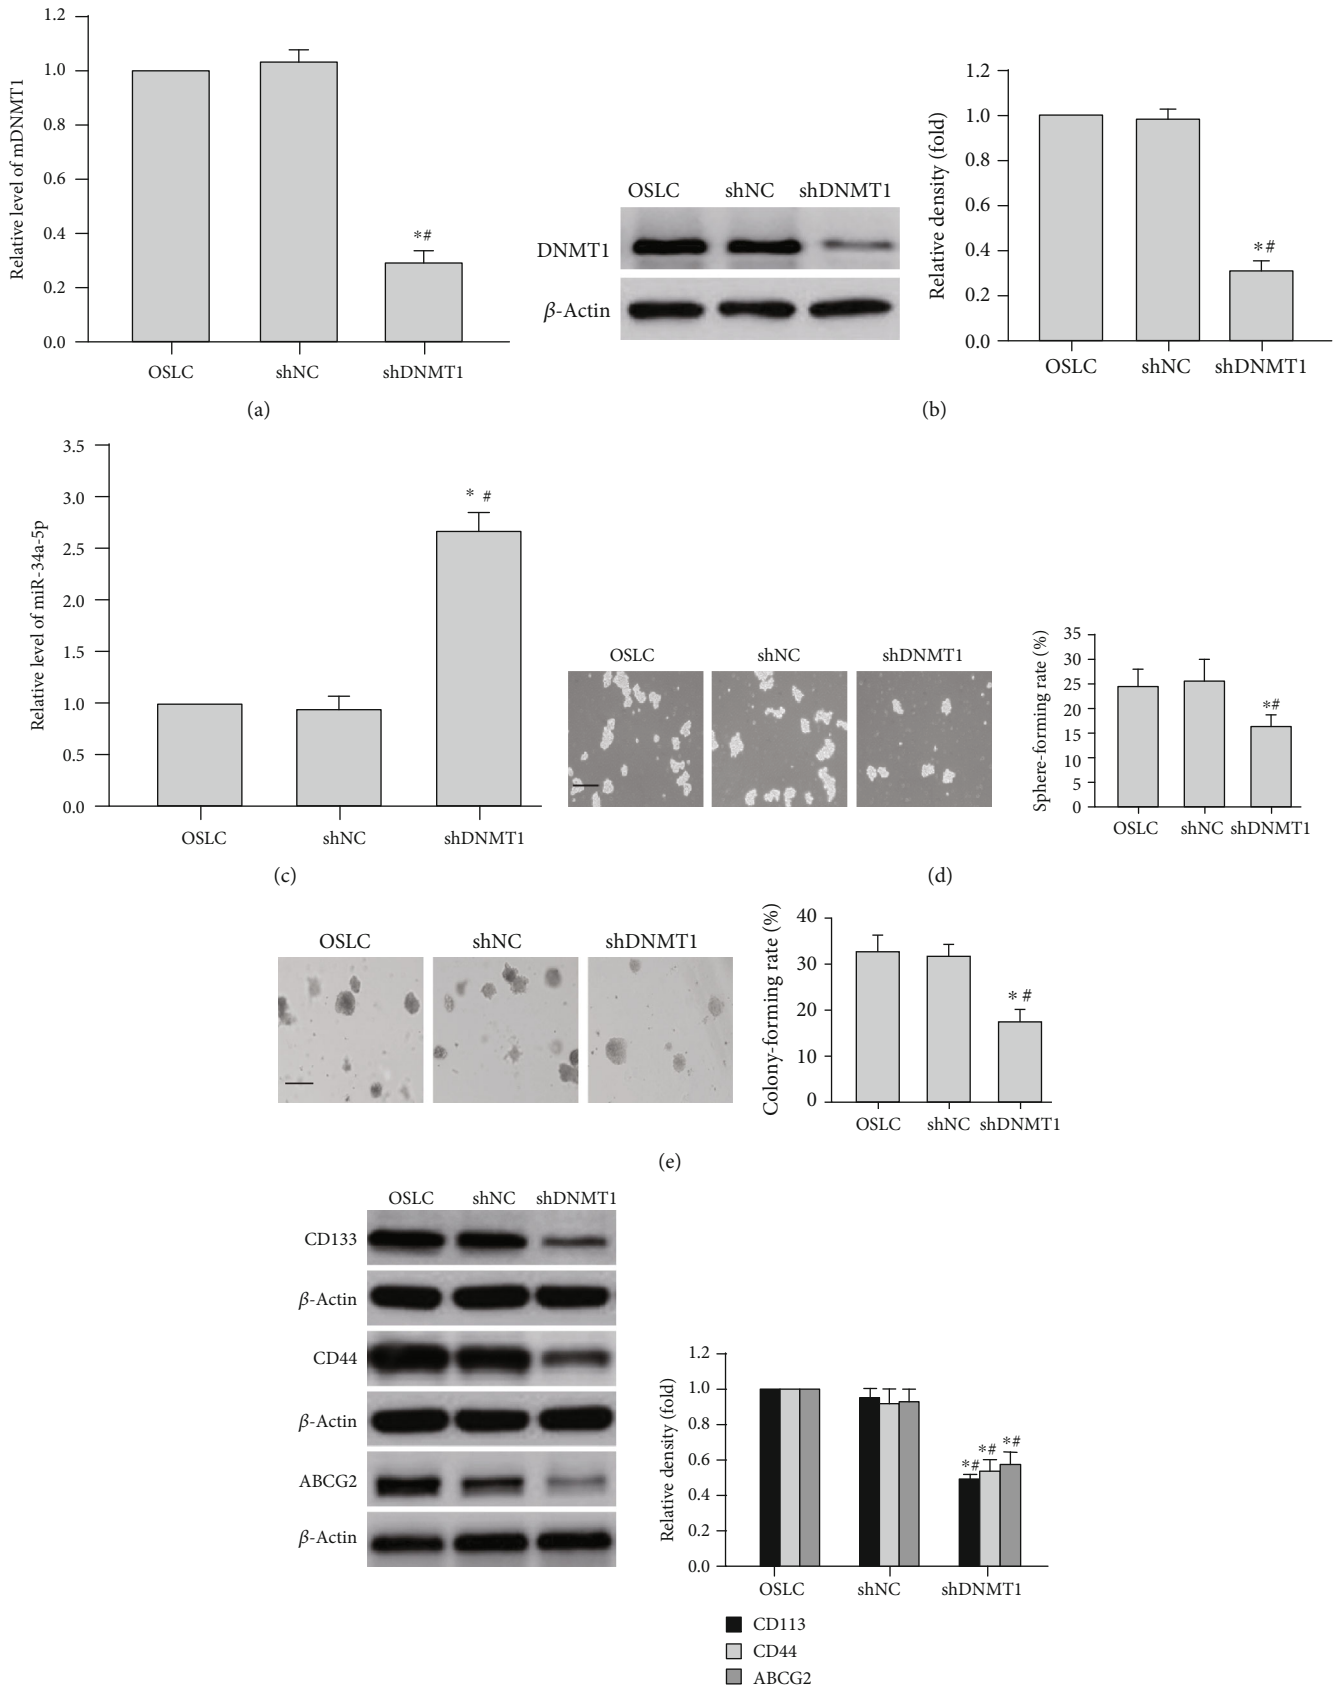 1.2
1.0
0.8
0.6
0.4
0.2
0.0
Relative level of mDNMT1
*#
OSLC shNC shDNMT1
(a)
OSLC shNC shDNMT1
DNMT1
β-Actin
1.2
1.0
0.8
0.6
0.4
0.2
0.0
Relative density (fold)
*#
OSLC shNC shDNMT1
(b)
3.5
3.0
2.5
2.0
1.5
1.0
0.5
0.0
Relative level of miR-34a-5p
* #
OSLC shNC shDNMT1
(c)
OSLC shNC shDNMT1
35
30
25
20
15
10
5
0
Sphere-forming rate (%)
*#
OSLC shNC shDNMT1
(d)
OSLC shNC shDNMT1
40
30
20
10
0
Colony-forming rate (%)
* #
OSLC shNC shDNMT1
(e)
OSLC shNC shDNMT1
CD133
β-Actin
CD44
β-Actin
ABCG2
β-Actin
1.2
1.0
0.8
0.6
0.4
0.2
0.0
Relative density (fold)
*# *# *#
OSLC shNC shDNMT1
CD113
CD44
ABCG2